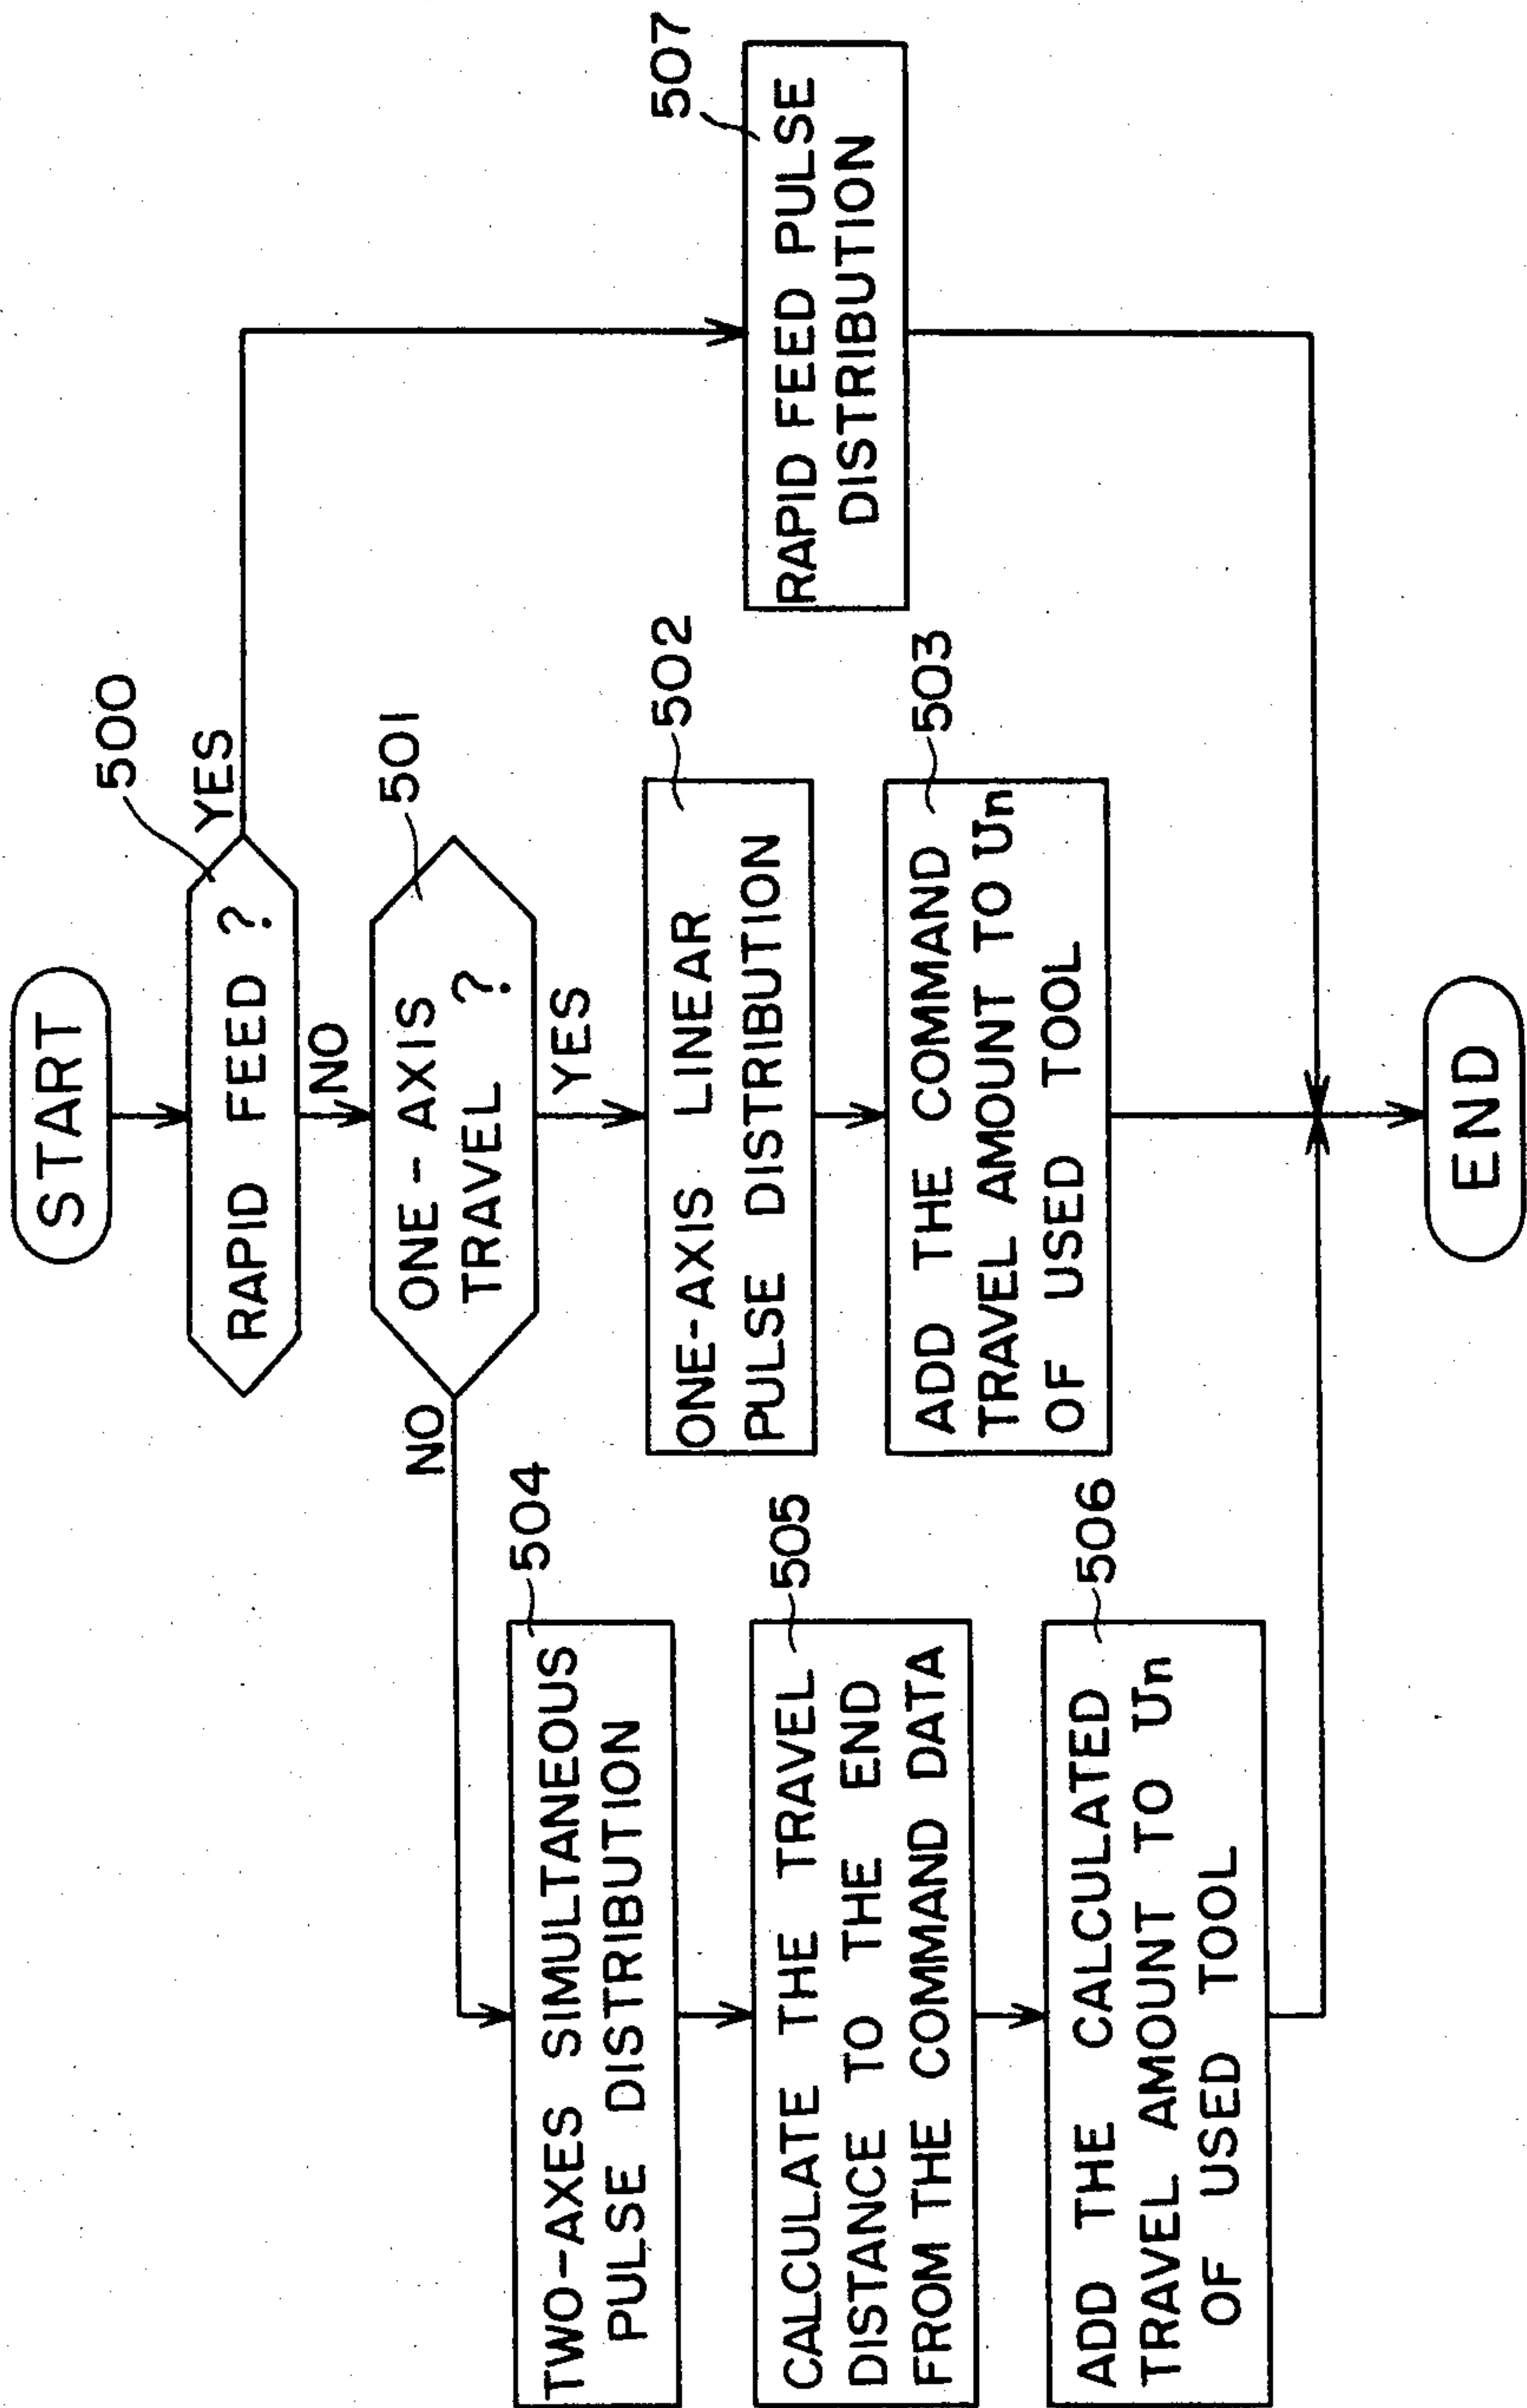 START
500
RAPID FEED ?
YES
NO
501
ONE-AXIS
TRAVEL ?
NO
YES
502
ONE-AXIS LINEAR
PULSE DISTRIBUTION
503
ADD THE COMMAND
TRAVEL AMOUNT TO Un
OF USED TOOL
504
TWO-AXES SIMULTANEOUS
PULSE DISTRIBUTION
505
CALCULATE THE TRAVEL
DISTANCE TO THE END
FROM THE COMMAND DATA
506
ADD THE CALCULATED
TRAVEL AMOUNT TO Un
OF USED TOOL
507
RAPID FEED PULSE
DISTRIBUTION
END